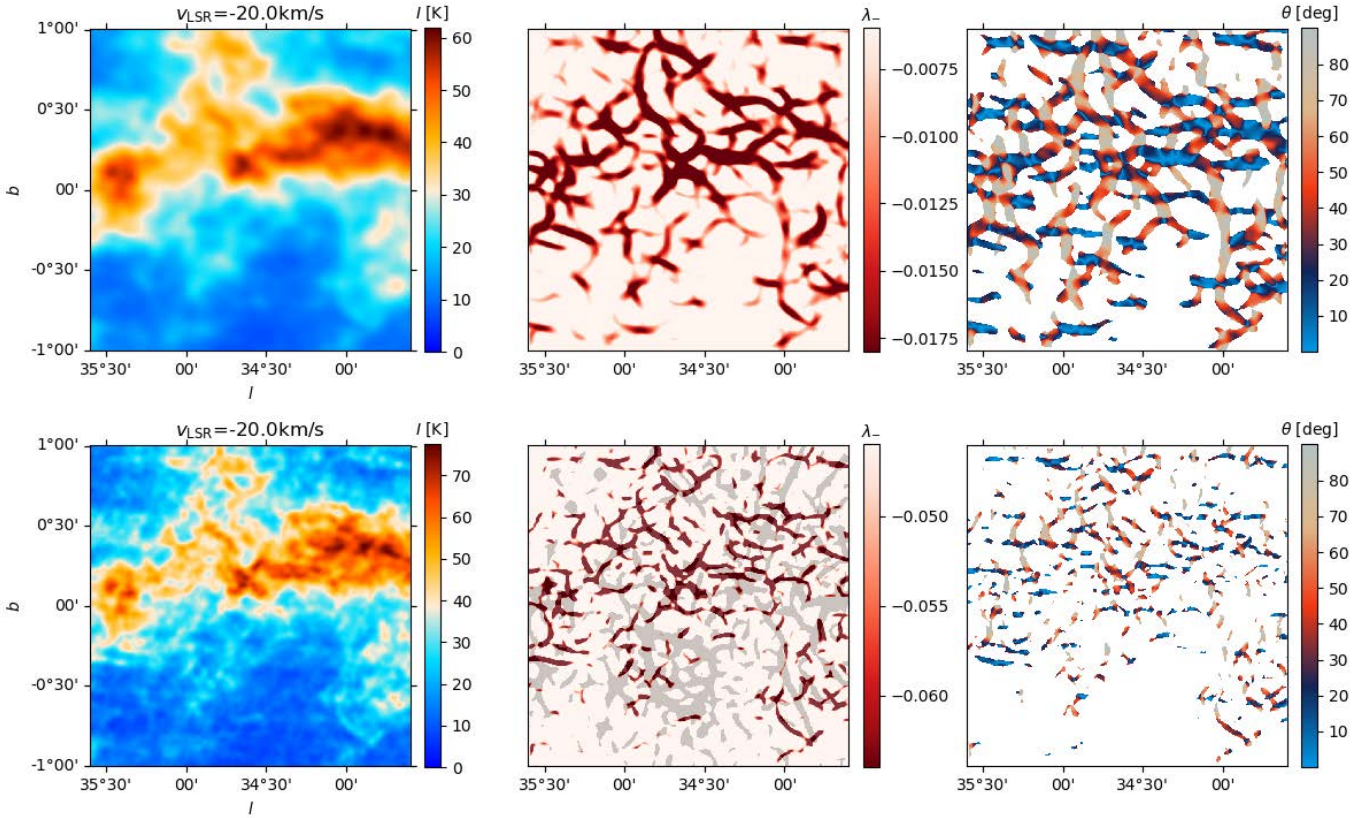 v_LSR=-20.0km/s I [K] λ₋ θ [deg]
1°00' 60 80
50 −0.0075 70
0°30' 40 −0.0100 60
b 00' 30 −0.0125 50
20 −0.0150 40
-0°30' 10 −0.0175 30
-1°00' 0 20
10
35°30' 00' 34°30' 00' 35°30' 00' 34°30' 00' 35°30' 00' 34°30' 00'
l
v_LSR=-20.0km/s I [K] λ₋ θ [deg]
1°00' 70 80
60 −0.050 70
0°30' 50 60
b 00' 40 −0.055 50
30 40
-0°30' 20 −0.060 30
10 20
-1°00' 0 10
35°30' 00' 34°30' 00' 35°30' 00' 34°30' 00' 35°30' 00' 34°30' 00'
l